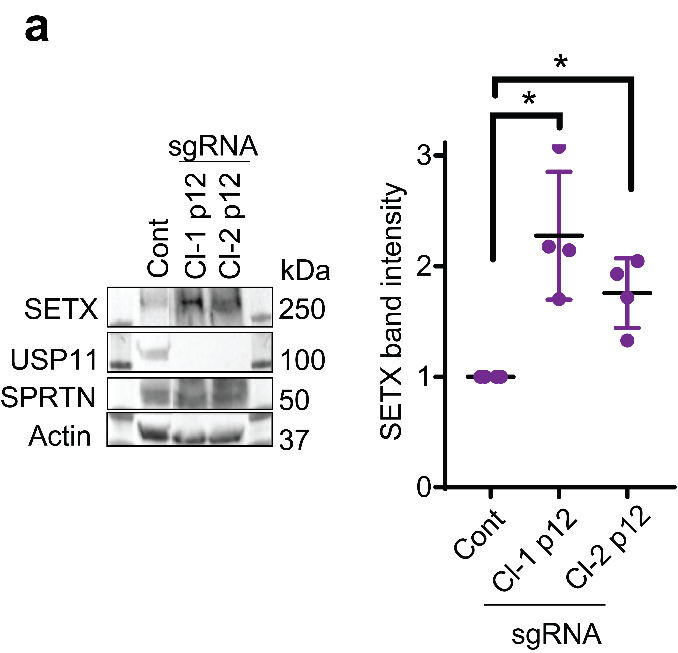 a
sgRNA
Cont
Cl-1 p12
Cl-2 p12
kDa
SETX
250
USP11
100
SPRTN
50
Actin
37
*
*
SETX band intensity
3
2
1
0
Cont
Cl-1 p12
Cl-2 p12
sgRNA